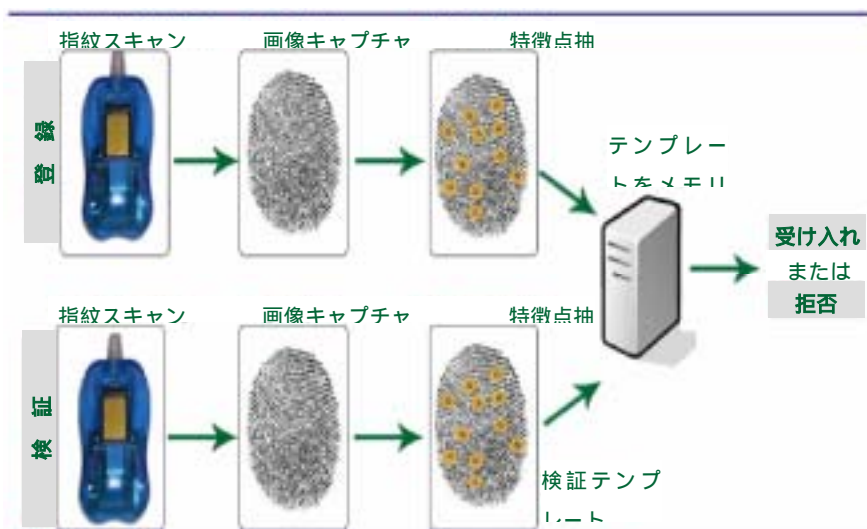 指紋スキャン
画像キャプチャ
特徴点抽
登録
テンプレー
トをメモリ
受け入れ
または
拒否
指紋スキャン
画像キャプチャ
特徴点抽
検証
検証テンプ
レート